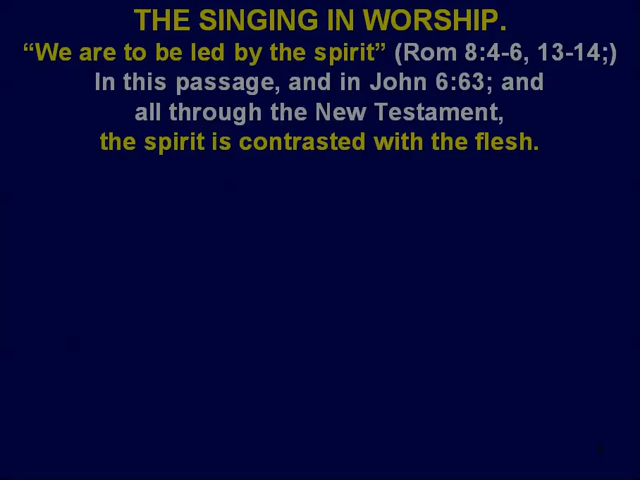 THE SINGING IN WORSHIP.
“We are to be led by the spirit” (Rom 8:4-6, 13-14;)
In this passage, and in John 6:63; and
all through the New Testament,
the spirit is contrasted with the flesh.